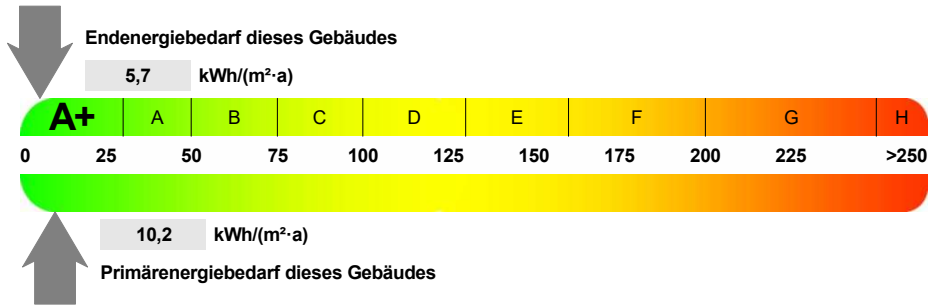 Endenergiebedarf dieses Gebäudes
5,7 kWh/(m²·a)
A+ A B C D E F G H
0 25 50 75 100 125 150 175 200 225 >250
10,2 kWh/(m²·a)
Primärenergiebedarf dieses Gebäudes